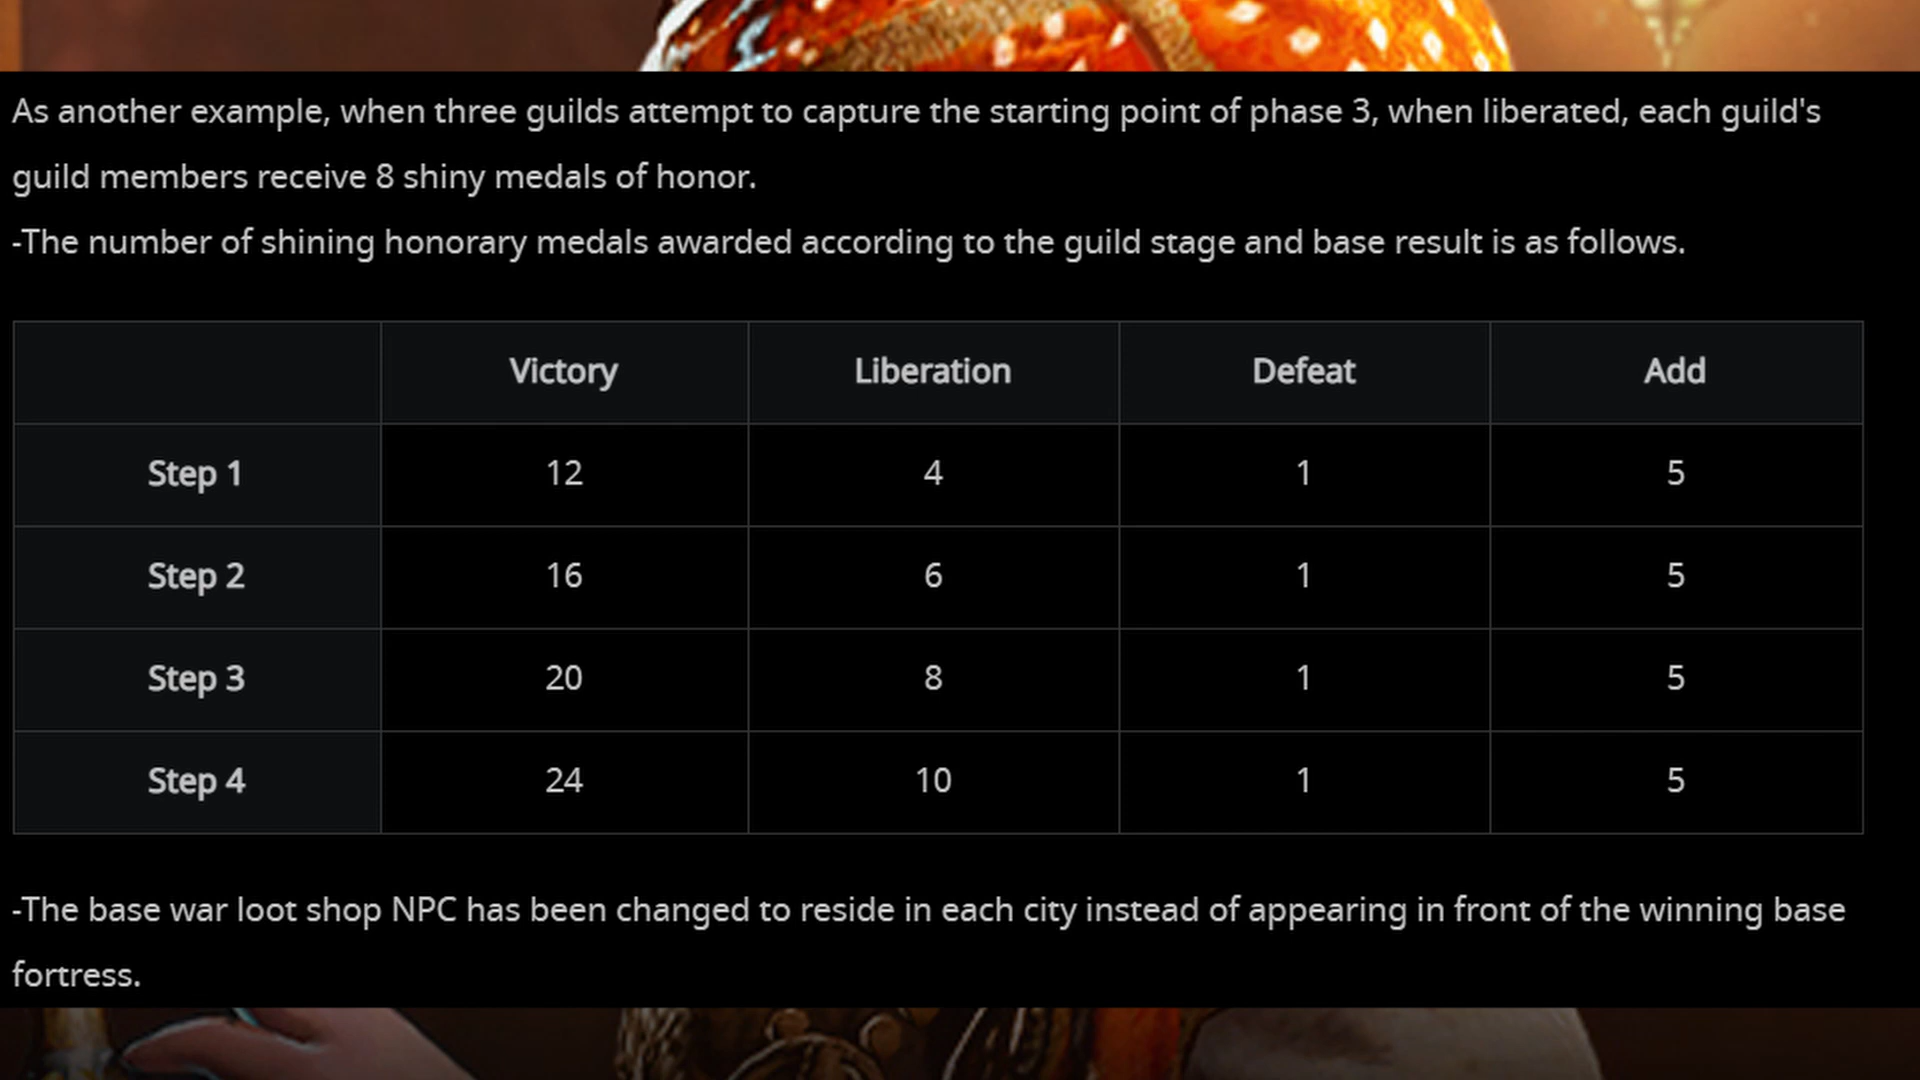 As another example, when three guilds attempt to capture the starting point of phase 3, when liberated, each guild's
guild members receive 8 shiny medals of honor.
-The number of shining honorary medals awarded according to the guild stage and base result is as follows.
Victory Liberation Defeat Add
Step 1 12 4 1 5
Step 2 16 6 1 5
Step 3 20 8 1 5
Step 4 24 10 1 5
-The base war loot shop NPC has been changed to reside in each city instead of appearing in front of the winning base
fortress.